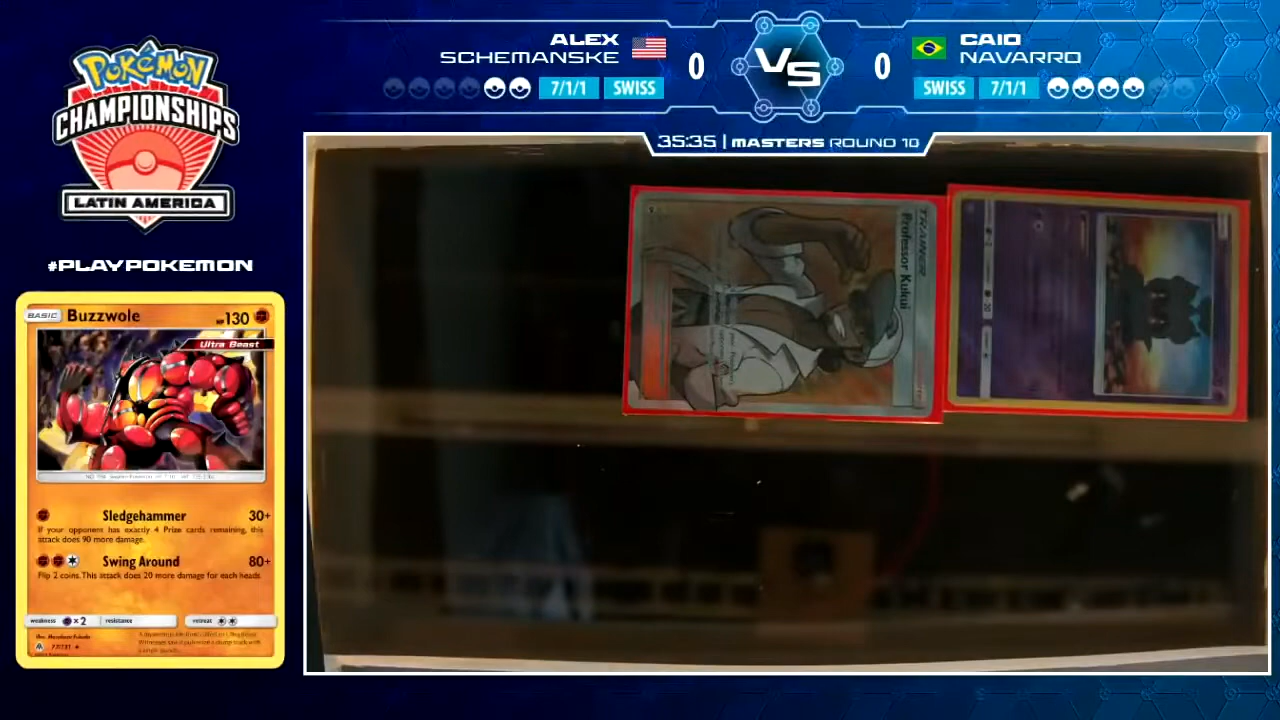 POKÉMON
CHAMPIONSHIPS
LATIN AMERICA
#PLAYPOKEMON
ALEX
SCHEMANSKE
0
VS
0
CAIO
NAVARRO
7/1/1
SWISS
SWISS
7/1/1
35:35 | MASTERS ROUND 10
BASIC
Buzzwole
HP130
Ultra Beast
Sledgehammer 30+
If your opponent has exactly 4 Prize cards remaining, this
attack does 90 more damage.
Swing Around 80+
Flip 2 coins. This attack does 20 more damage for each heads.
weakness ×2 resistance retreat
77/131
TRAINER
Professor Kukui